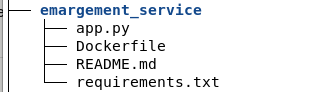 emargement_service
app.py
Dockerfile
README.md
requirements.txt